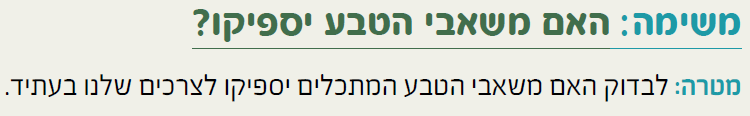 משימה: האם משאבי הטבע יספיקו?
מטרה: לבדוק האם משאבי הטבע המתכלים יספיקו לצרכים שלנו בעתיד.